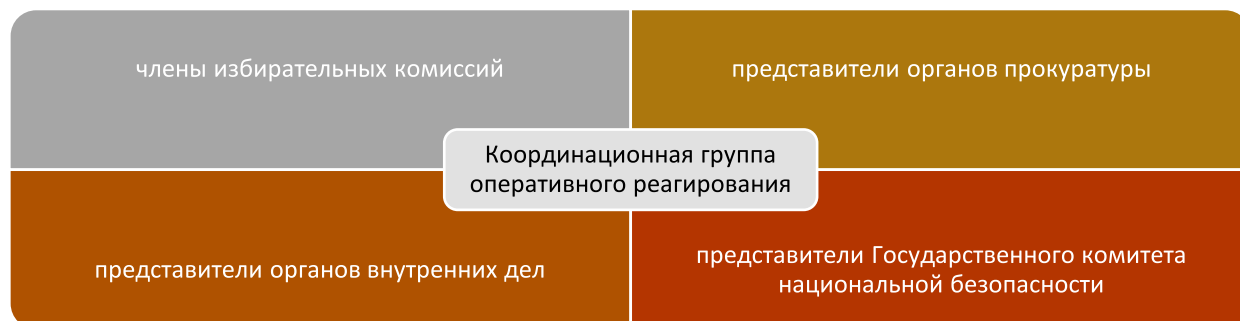 члены избирательных комиссий
представители органов прокуратуры
Координационная группа
оперативного реагирования
представители органов внутренних дел
представители Государственного комитета
национальной безопасности